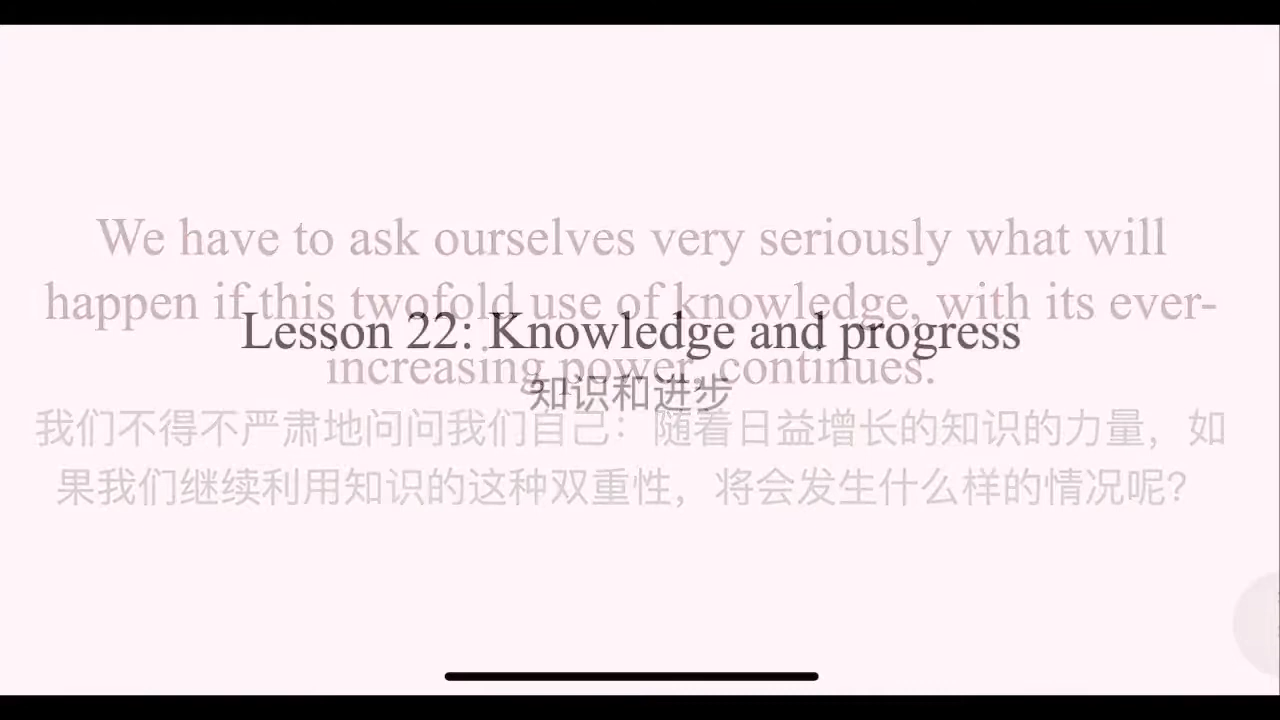 We have to ask ourselves very seriously what will
happen if this twofold use of knowledge, with its ever-
Lesson 22: Knowledge and progress
increasing power, continues.
知识和进步
我们不得不严肃地问问我们自己：随着日益增长的知识的力量，如
果我们继续利用知识的这种双重性，将会发生什么样的情况呢？